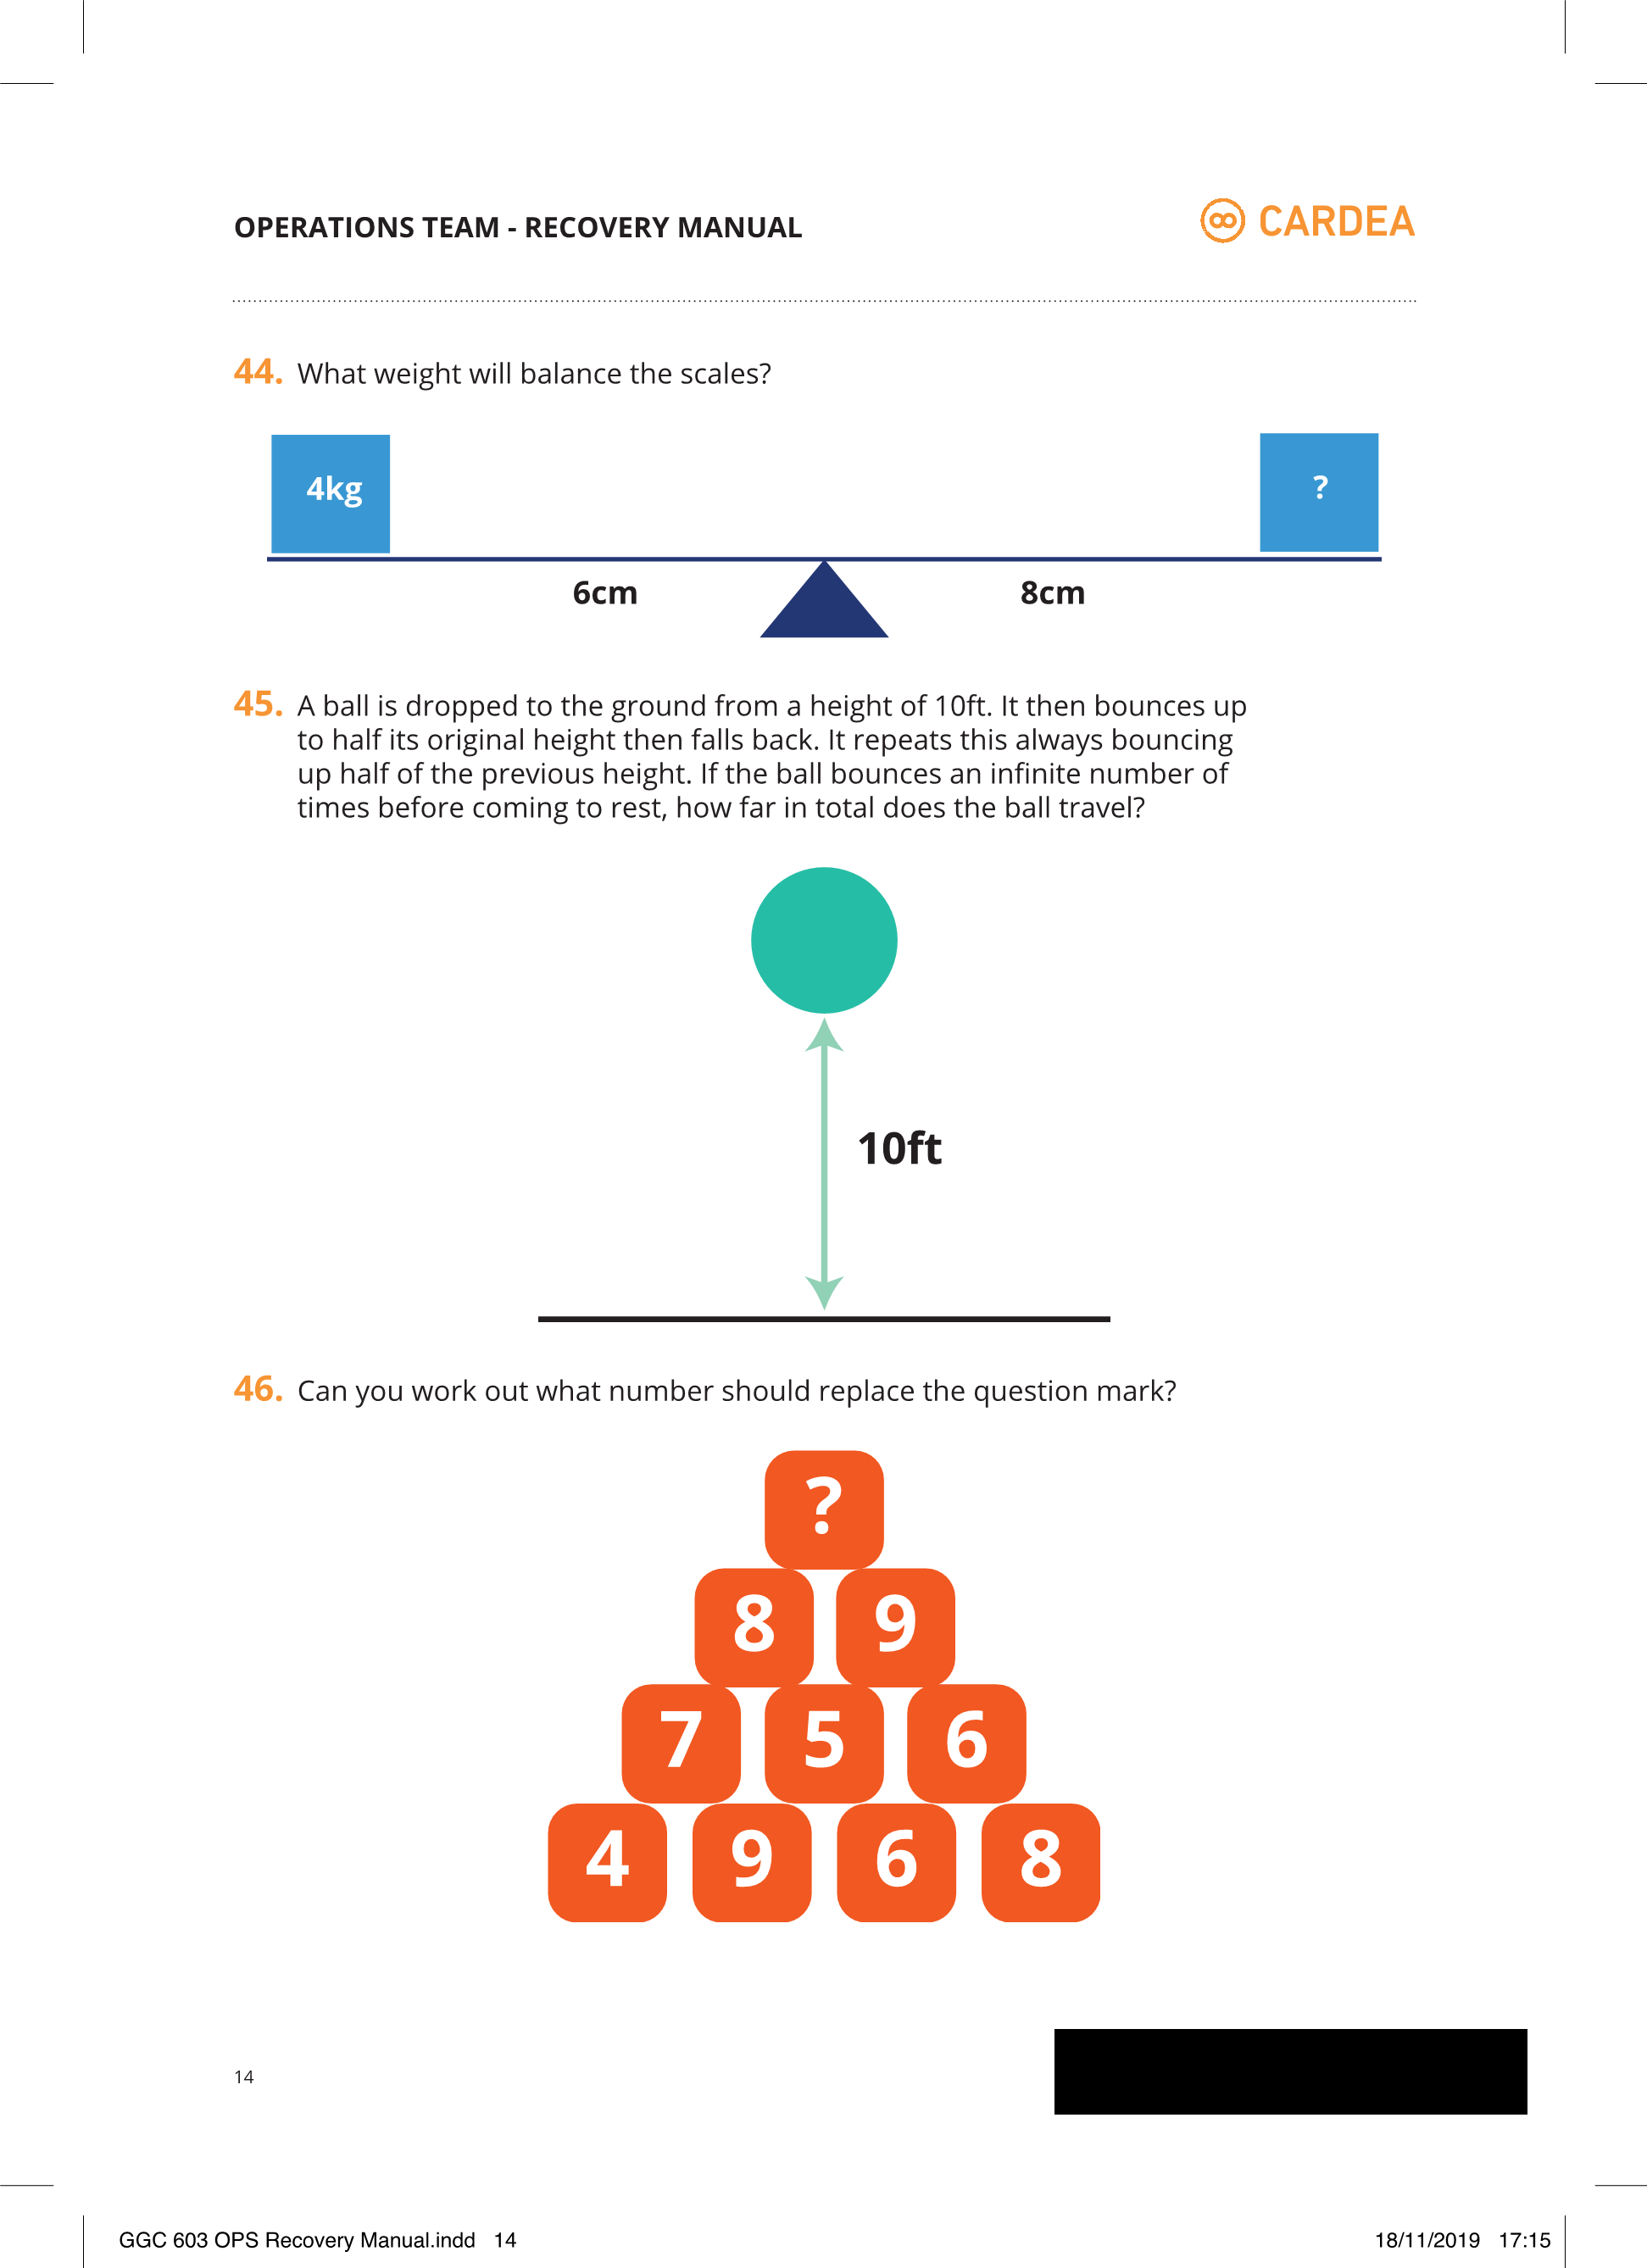 OPERATIONS TEAM - RECOVERY MANUAL
CARDEA
44. What weight will balance the scales?
4kg
?
6cm
8cm
45. A ball is dropped to the ground from a height of 10ft. It then bounces up
to half its original height then falls back. It repeats this always bouncing
up half of the previous height. If the ball bounces an infinite number of
times before coming to rest, how far in total does the ball travel?
10ft
46. Can you work out what number should replace the question mark?
?
8 9
7 5 6
4 9 6 8
14
GGC 603 OPS Recovery Manual.indd 14
18/11/2019 17:15